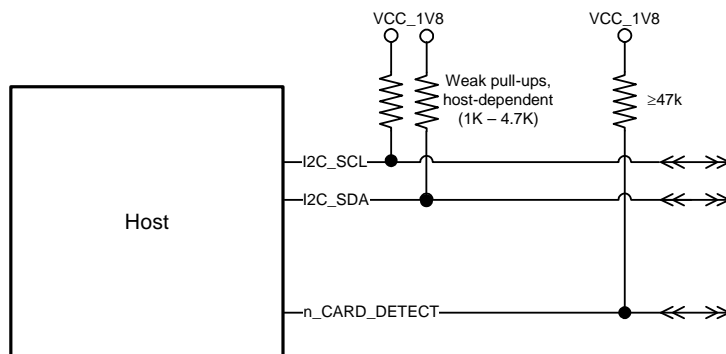 VCC_1V8
VCC_1V8
Weak pull-ups,
host-dependent
(1K – 4.7K)
≥47k
I2C_SCL
I2C_SDA
Host
n_CARD_DETECT